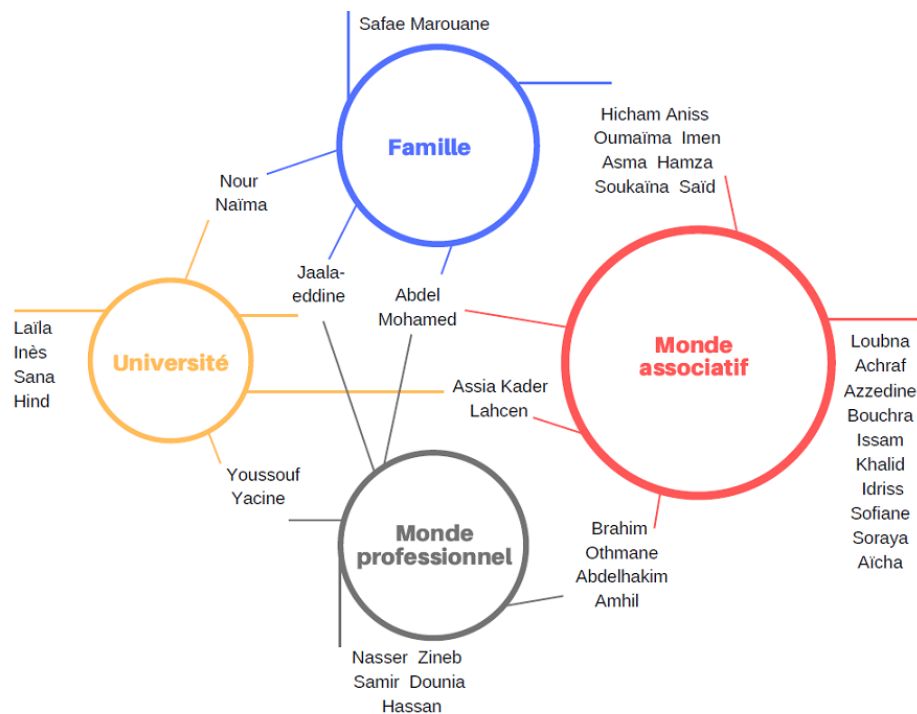 Safae Marouane
Famille
Hicham Aniss
Oumaïma Imen
Asma Hamza
Soukaïna Saïd
Nour
Naïma
Jaala-
eddine
Abdel
Mohamed
Laïla
Inès
Sana
Hind
Université
Monde
associatif
Loubna
Achraf
Azzedine
Bouchra
Issam
Khalid
Idriss
Sofiane
Soraya
Aïcha
Assia Kader
Lahcen
Youssouf
Yacine
Monde
professionnel
Brahim
Othmane
Abdelhakim
Amhil
Nasser Zineb
Samir Dounia
Hassan